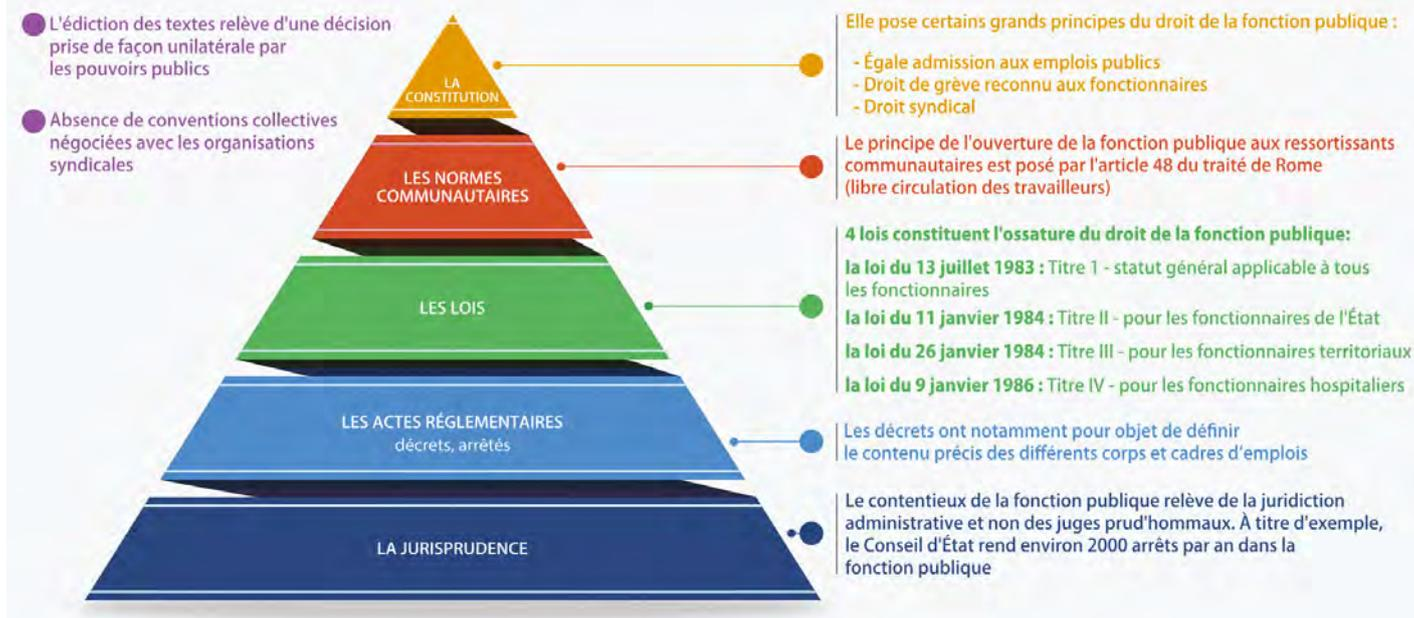 L'édiction des textes relève d'une décision
prise de façon unilatérale par
les pouvoirs publics
Absence de conventions collectives
négociées avec les organisations
syndicales
LA
CONSTITUTION
Elle pose certains grands principes du droit de la fonction publique :
- Égale admission aux emplois publics
- Droit de grève reconnu aux fonctionnaires
- Droit syndical
LES NORMES
COMMUNAUTAIRES
Le principe de l'ouverture de la fonction publique aux ressortissants
communautaires est posé par l'article 48 du traité de Rome
(libre circulation des travailleurs)
LES LOIS
4 lois constituent l'ossature du droit de la fonction publique:
la loi du 13 juillet 1983 : Titre 1 - statut général applicable à tous
les fonctionnaires
la loi du 11 janvier 1984 : Titre II - pour les fonctionnaires de l'État
la loi du 26 janvier 1984 : Titre III - pour les fonctionnaires territoriaux
la loi du 9 janvier 1986 : Titre IV - pour les fonctionnaires hospitaliers
LES ACTES RÉGLEMENTAIRES
décrets, arrêtés
Les décrets ont notamment pour objet de définir
le contenu précis des différents corps et cadres d'emplois
LA JURISPRUDENCE
Le contentieux de la fonction publique relève de la juridiction
administrative et non des juges prud'hommaux. À titre d'exemple,
le Conseil d'État rend environ 2000 arrêts par an dans la
fonction publique